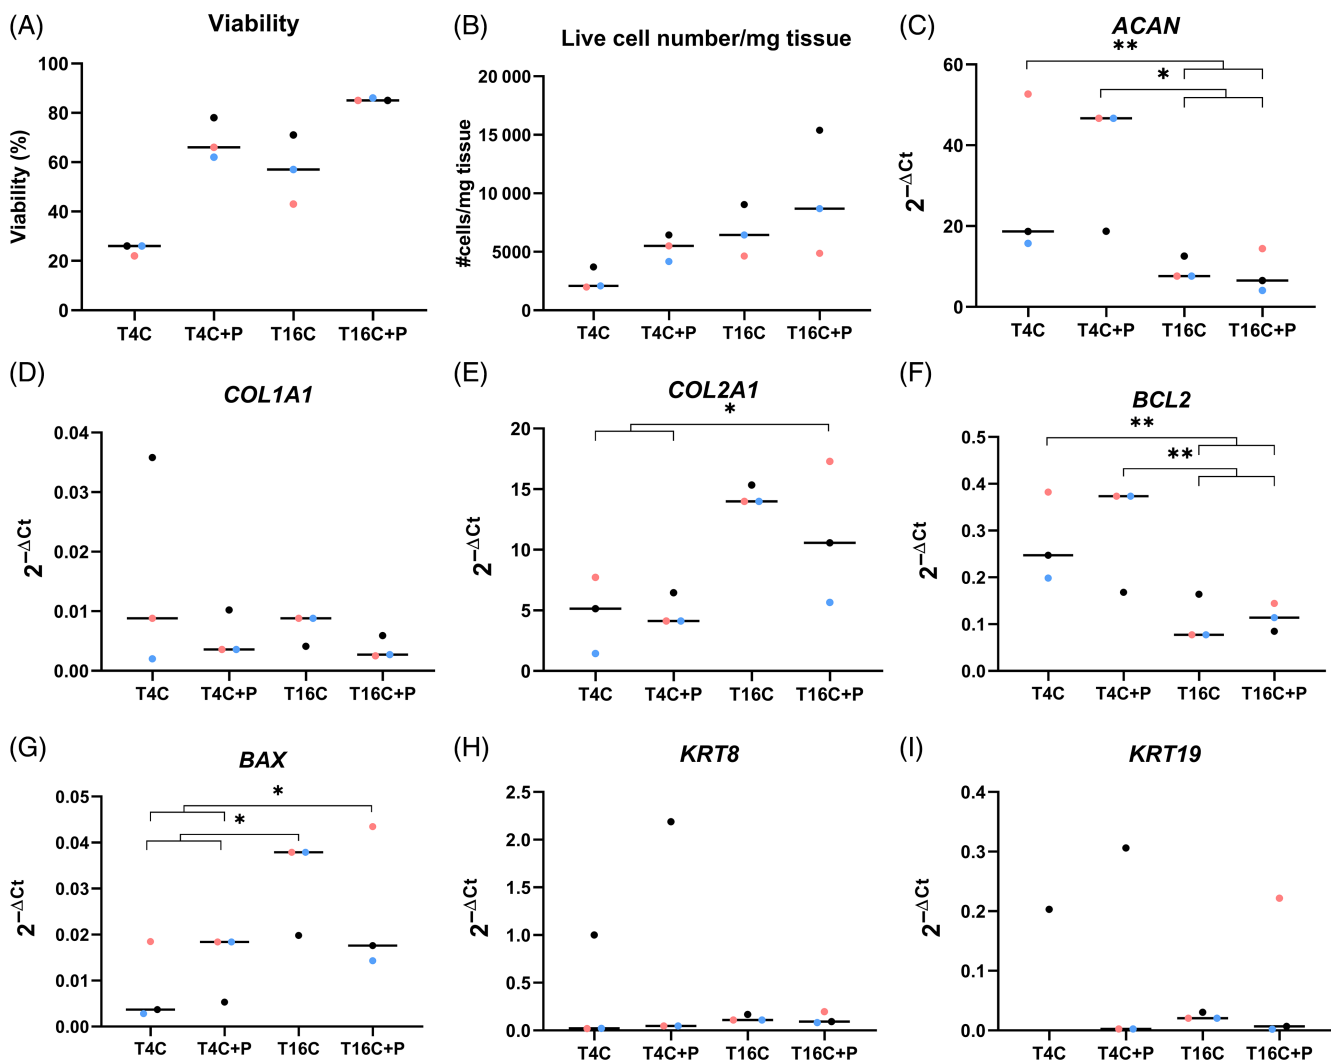 (A) Viability
Viability (%)
100
80
60
40
20
0
T4C T4C+P T16C T16C+P
(B) Live cell number/mg tissue
#cells/mg tissue
20 000
15 000
10 000
5000
0
T4C T4C+P T16C T16C+P
(C) ACAN
**
*
2−ΔCt
60
40
20
0
T4C T4C+P T16C T16C+P
(D) COL1A1
2−ΔCt
0.04
0.03
0.02
0.01
0.00
T4C T4C+P T16C T16C+P
(E) COL2A1
*
2−ΔCt
20
15
10
5
0
T4C T4C+P T16C T16C+P
(F) BCL2
**
**
2−ΔCt
0.5
0.4
0.3
0.2
0.1
0.0
T4C T4C+P T16C T16C+P
(G) BAX
*
*
2−ΔCt
0.05
0.04
0.03
0.02
0.01
0.00
T4C T4C+P T16C T16C+P
(H) KRT8
2−ΔCt
2.5
2.0
1.5
1.0
0.5
0.0
T4C T4C+P T16C T16C+P
(I) KRT19
2−ΔCt
0.4
0.3
0.2
0.1
0.0
T4C T4C+P T16C T16C+P